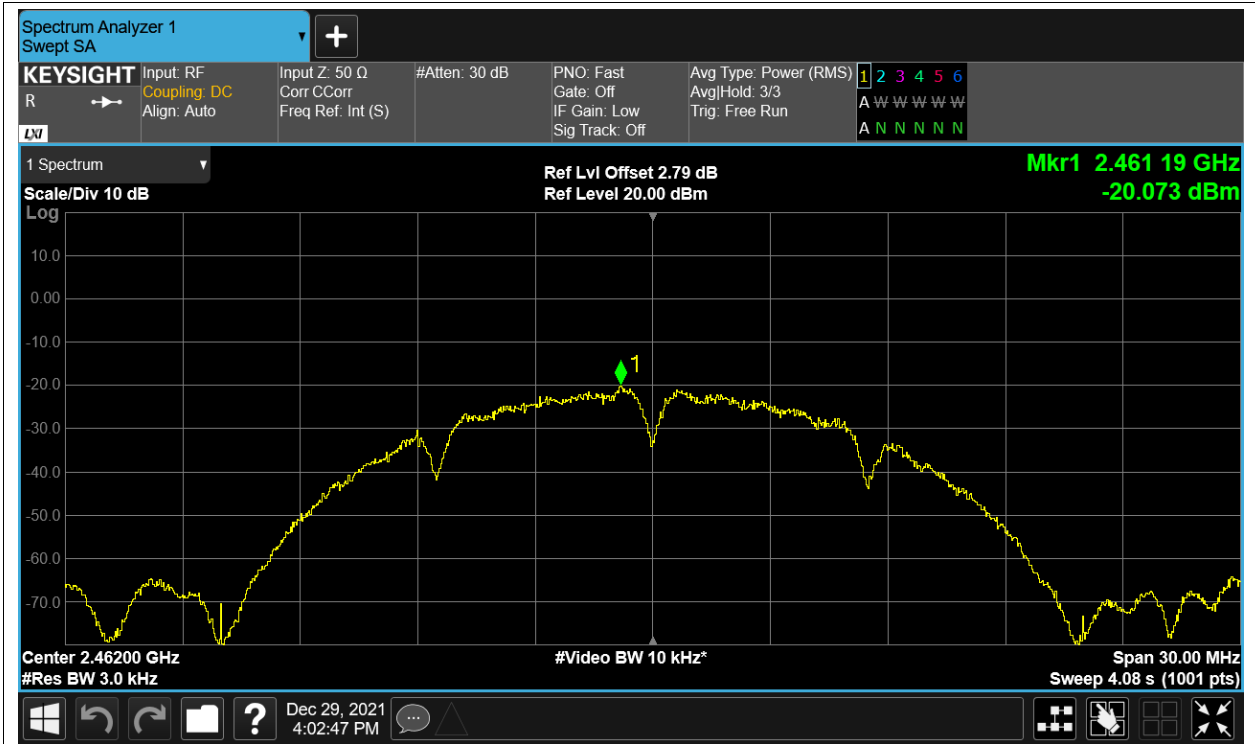 Spectrum Analyzer 1
Swept SA
KEYSIGHT
R
LXI
Input: RF
Coupling: DC
Align: Auto
Input Z: 50 Ω
Corr CCorr
Freq Ref: Int (S)
#Atten: 30 dB
PNO: Fast
Gate: Off
IF Gain: Low
Sig Track: Off
Avg Type: Power (RMS)
Avg|Hold: 3/3
Trig: Free Run
1 2 3 4 5 6
A W W W W W
A N N N N N
1 Spectrum
Scale/Div 10 dB
Log
Ref Lvl Offset 2.79 dB
Ref Level 20.00 dBm
Mkr1 2.461 19 GHz
-20.073 dBm
10.0
0.00
-10.0
1
-20.0
-30.0
-40.0
-50.0
-60.0
-70.0
Center 2.46200 GHz
#Res BW 3.0 kHz
#Video BW 10 kHz*
Span 30.00 MHz
Sweep 4.08 s (1001 pts)
?
Dec 29, 2021
4:02:47 PM